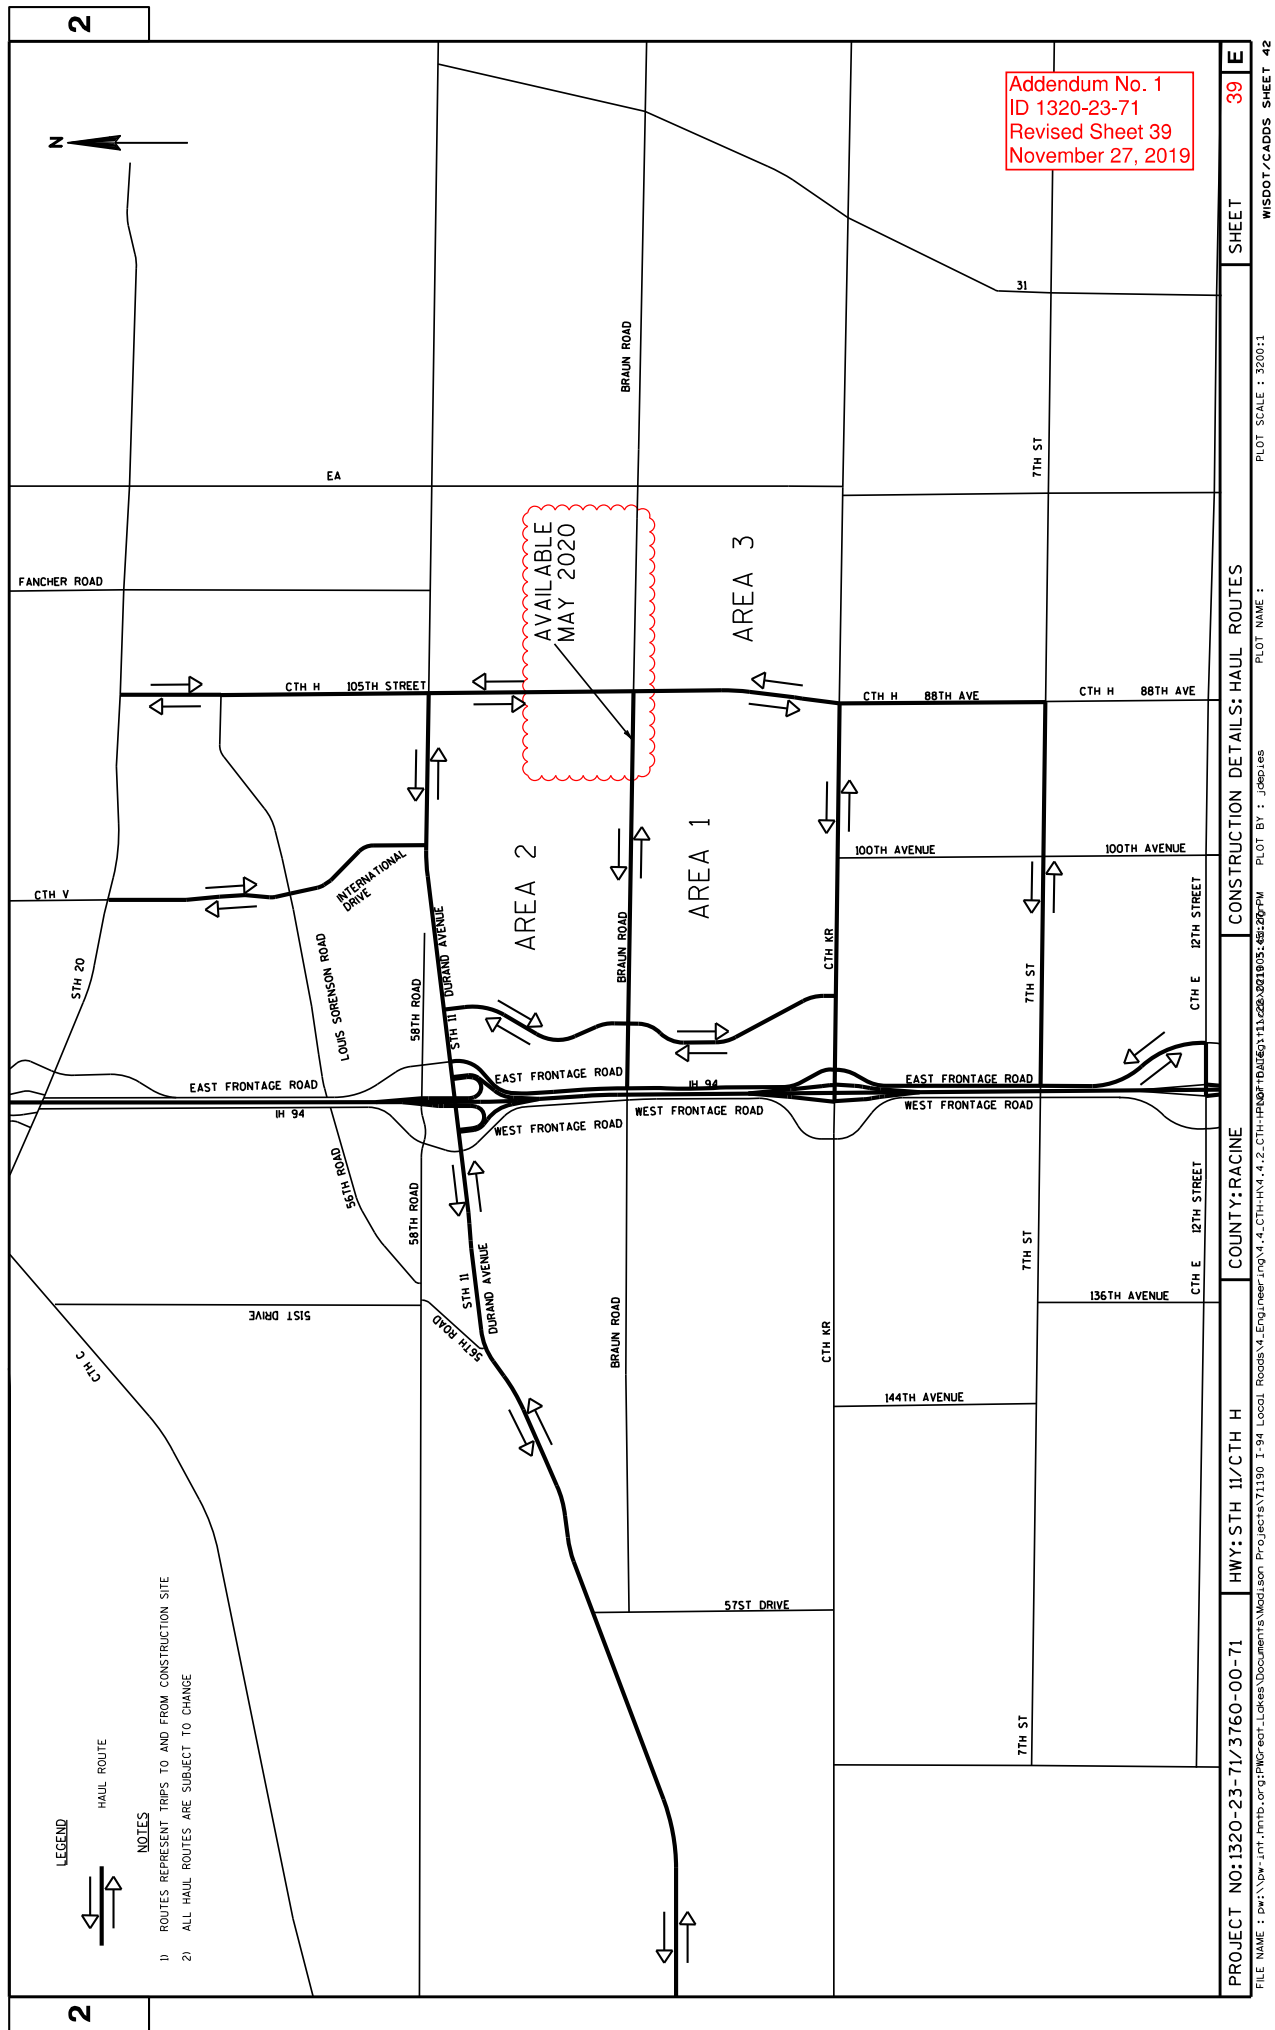 2
2
N
Addendum No. 1
ID 1320-23-71
Revised Sheet 39
November 27, 2019
LEGEND
HAUL ROUTE
NOTES
1) ROUTES REPRESENT TRIPS TO AND FROM CONSTRUCTION SITE
2) ALL HAUL ROUTES ARE SUBJECT TO CHANGE
CTH C
51ST DRIVE
56TH ROAD
58TH ROAD
56TH ROAD
STH 20
CTH V
FANCHER ROAD
EA
CTH H
105TH STREET
INTERNATIONAL
DRIVE
LOUIS SORENSON ROAD
58TH ROAD
EAST FRONTAGE ROAD
IH 94
STH 11
DURAND AVENUE
STH 11
DURAND AVENUE
EAST FRONTAGE ROAD
WEST FRONTAGE ROAD
AREA 2
AVAILABLE
MAY 2020
BRAUN ROAD
BRAUN ROAD
BRAUN ROAD
57ST DRIVE
AREA 1
AREA 3
IH 94
WEST FRONTAGE ROAD
CTH KR
CTH KR
CTH H
88TH AVE
CTH H
88TH AVE
100TH AVENUE
100TH AVENUE
EAST FRONTAGE ROAD
WEST FRONTAGE ROAD
144TH AVENUE
136TH AVENUE
7TH ST
7TH ST
7TH ST
7TH ST
31
CTH E
12TH STREET
CTH E
12TH STREET
PROJECT NO:1320-23-71/3760-00-71
HWY:STH 11/CTH H
COUNTY:RACINE
CONSTRUCTION DETAILS: HAUL ROUTES
SHEET
39
E
PLOT BY : jdepies
PLOT NAME :
PLOT SCALE : 3200:1
WISDOT/CADDS SHEET 42